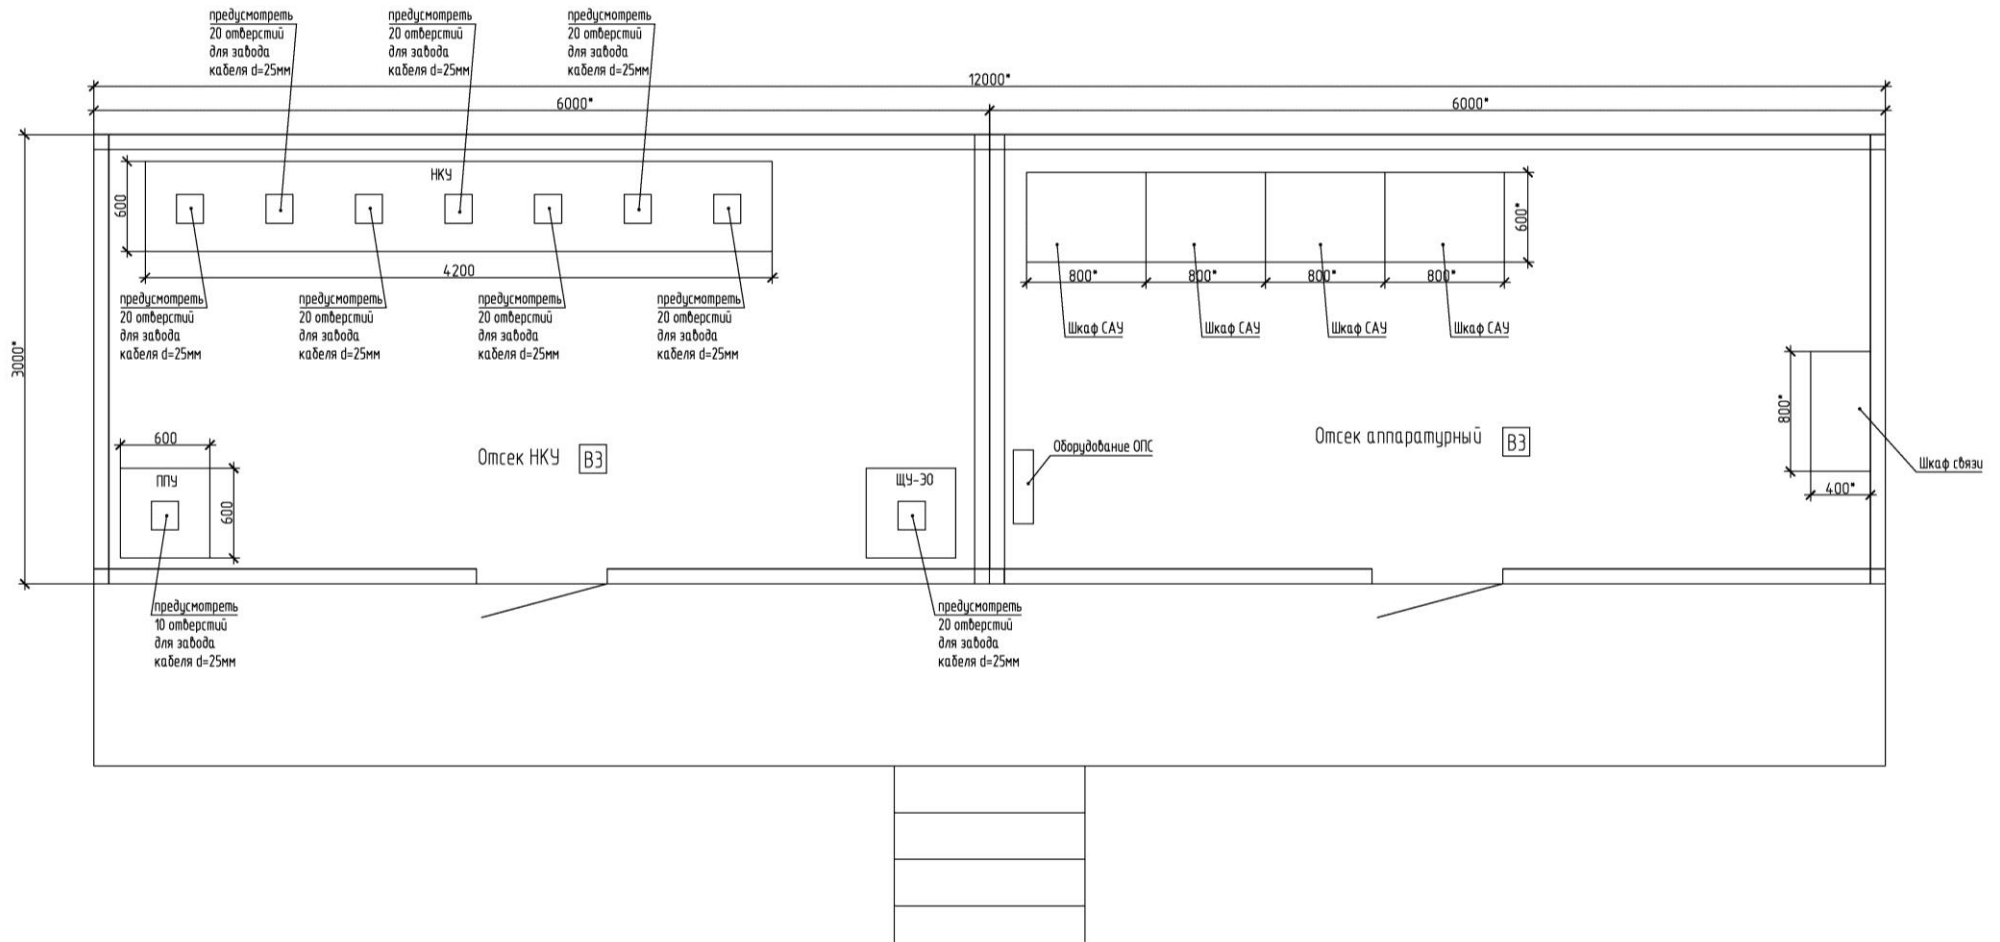 предусмотреть
20 отверстий
для завода
кабеля d=25мм
предусмотреть
20 отверстий
для завода
кабеля d=25мм
предусмотреть
20 отверстий
для завода
кабеля d=25мм
12000*
6000*
6000*
3000*
НКУ
600
4200
предусмотреть
20 отверстий
для завода
кабеля d=25мм
предусмотреть
20 отверстий
для завода
кабеля d=25мм
предусмотреть
20 отверстий
для завода
кабеля d=25мм
предусмотреть
20 отверстий
для завода
кабеля d=25мм
600*
800*
800*
800*
800*
Шкаф САУ
Шкаф САУ
Шкаф САУ
Шкаф САУ
600
ППУ
600
Отсек НКУ
В3
ЩУ-ЭО
Оборудование ОПС
Отсек аппаратурный
В3
800*
400*
Шкаф связи
предусмотреть
10 отверстий
для завода
кабеля d=25мм
предусмотреть
20 отверстий
для завода
кабеля d=25мм